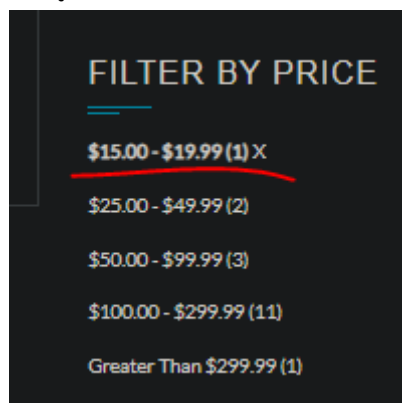 FILTER BY PRICE
$15.00 - $19.99 (1) X
$25.00 - $49.99 (2)
$50.00 - $99.99 (3)
$100.00 - $299.99 (11)
Greater Than $299.99 (1)